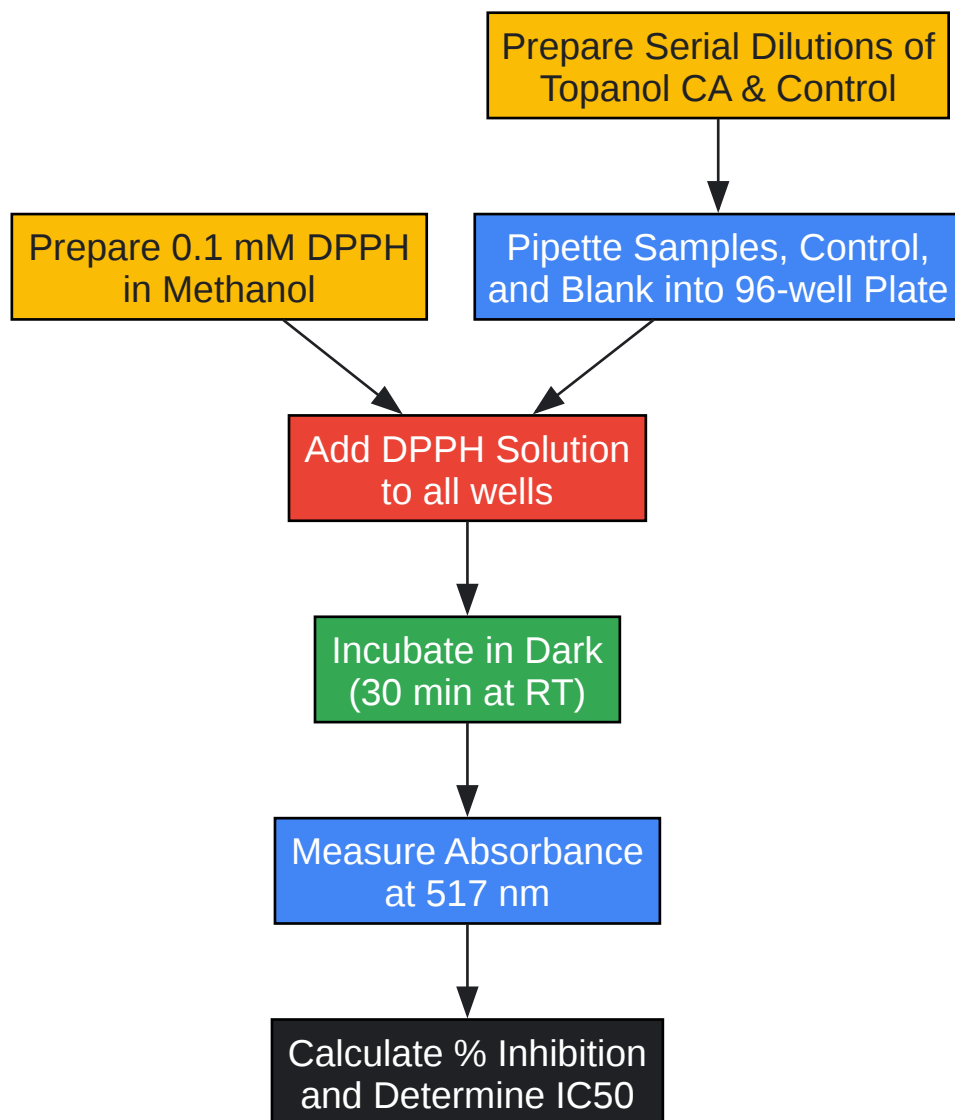 Prepare Serial Dilutions of
Topanol CA & Control
Prepare 0.1 mM DPPH
in Methanol
Pipette Samples, Control,
and Blank into 96-well Plate
Add DPPH Solution
to all wells
Incubate in Dark
(30 min at RT)
Measure Absorbance
at 517 nm
Calculate % Inhibition
and Determine IC50